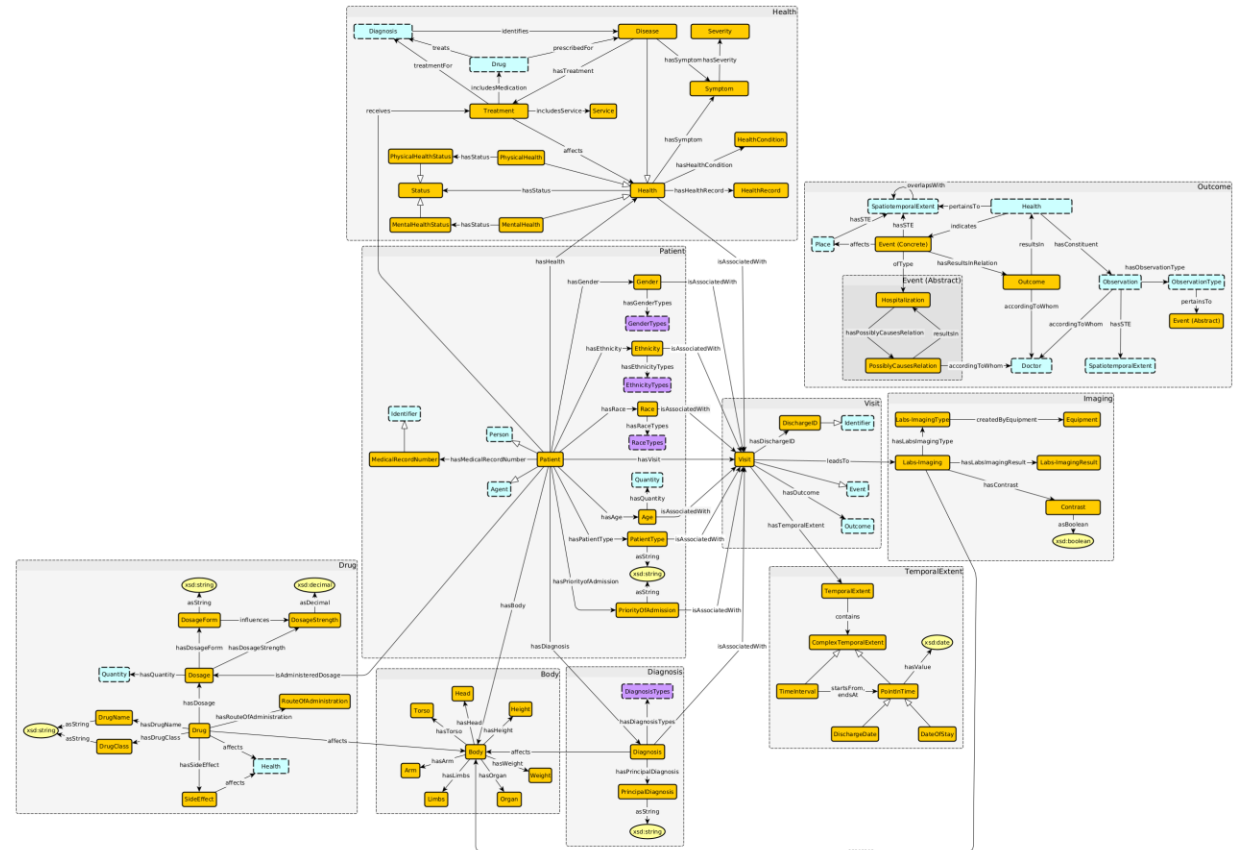 Health
Diagnosis
identifies
Disease
Severity
treats
prescribedFor
hasSymptom
hasSeverity
treatmentFor
Drug
hasTreatment
includesMedication
Symptom
receives
Treatment
includesService
Service
hasSymptom
HealthCondition
affects
hasHealthCondition
PhysicalHealthStatus
hasStatus
PhysicalHealth
Status
hasStatus
Health
hasHealthRecord
HealthRecord
MentalHealthStatus
hasStatus
MentalHealth
Outcome
overlapsWith
SpatiotemporalExtent
pertainsTo
Health
hasSTE
hasSTE
indicates
Place
affects
Event (Concrete)
resultsIn
hasConstituent
ofType
hasResultsInRelation
hasObservationType
Event (Abstract)
Outcome
Observation
ObservationType
Hospitalization
pertainsTo
hasPossiblyCausesRelation
resultsIn
accordingToWhom
accordingToWhom
hasSTE
Event (Abstract)
PossiblyCausesRelation
accordingToWhom
Doctor
SpatiotemporalExtent
Patient
hasHealth
isAssociatedWith
hasGender
Gender
isAssociatedWith
hasGenderTypes
GenderTypes
hasEthnicity
Ethnicity
isAssociatedWith
hasEthnicityTypes
EthnicityTypes
hasRace
Race
isAssociatedWith
hasRaceTypes
RaceTypes
Identifier
Person
MedicalRecordNumber
hasMedicalRecordNumber
Patient
hasVisit
Agent
Quantity
hasQuantity
hasAge
Age
isAssociatedWith
hasPatientType
PatientType
isAssociatedWith
asString
xsd:string
hasPriorityofAdmission
asString
PriorityOfAdmission
isAssociatedWith
hasBody
hasDiagnosis
isAssociatedWith
Visit
DischargeID
Identifier
hasDischargeID
Visit
leadsTo
hasOutcome
Event
hasTemporalExtent
Outcome
Imaging
Labs-ImagingType
createdByEquipment
Equipment
hasLabsImagingType
Labs-Imaging
hasLabsImagingResult
Labs-ImagingResult
hasContrast
Contrast
asBoolean
xsd:boolean
TemporalExtent
TemporalExtent
contains
ComplexTemporalExtent
xsd:date
hasValue
TimeInterval
startsFrom,
endsAt
PointInTime
DischargeDate
DateOfStay
Drug
xsd:string
xsd:decimal
asString
asDecimal
DosageForm
influences
DosageStrength
hasDosageForm
hasDosageStrength
Quantity
hasQuantity
Dosage
isAdministeredDosage
hasDosage
RouteOfAdministration
DrugName
hasRouteOfAdministration
asString
hasDrugName
xsd:string
Drug
asString
hasDrugClass
DrugClass
affects
affects
hasSideEffect
Health
affects
SideEffect
Body
Head
Torso
Height
hasHead
hasHeight
hasTorso
Body
affects
hasArm
hasWeight
Arm
hasLimbs
hasOrgan
Weight
Limbs
Organ
Diagnosis
DiagnosisTypes
hasDiagnosisTypes
Diagnosis
hasPrincipalDiagnosis
PrincipalDiagnosis
asString
xsd:string